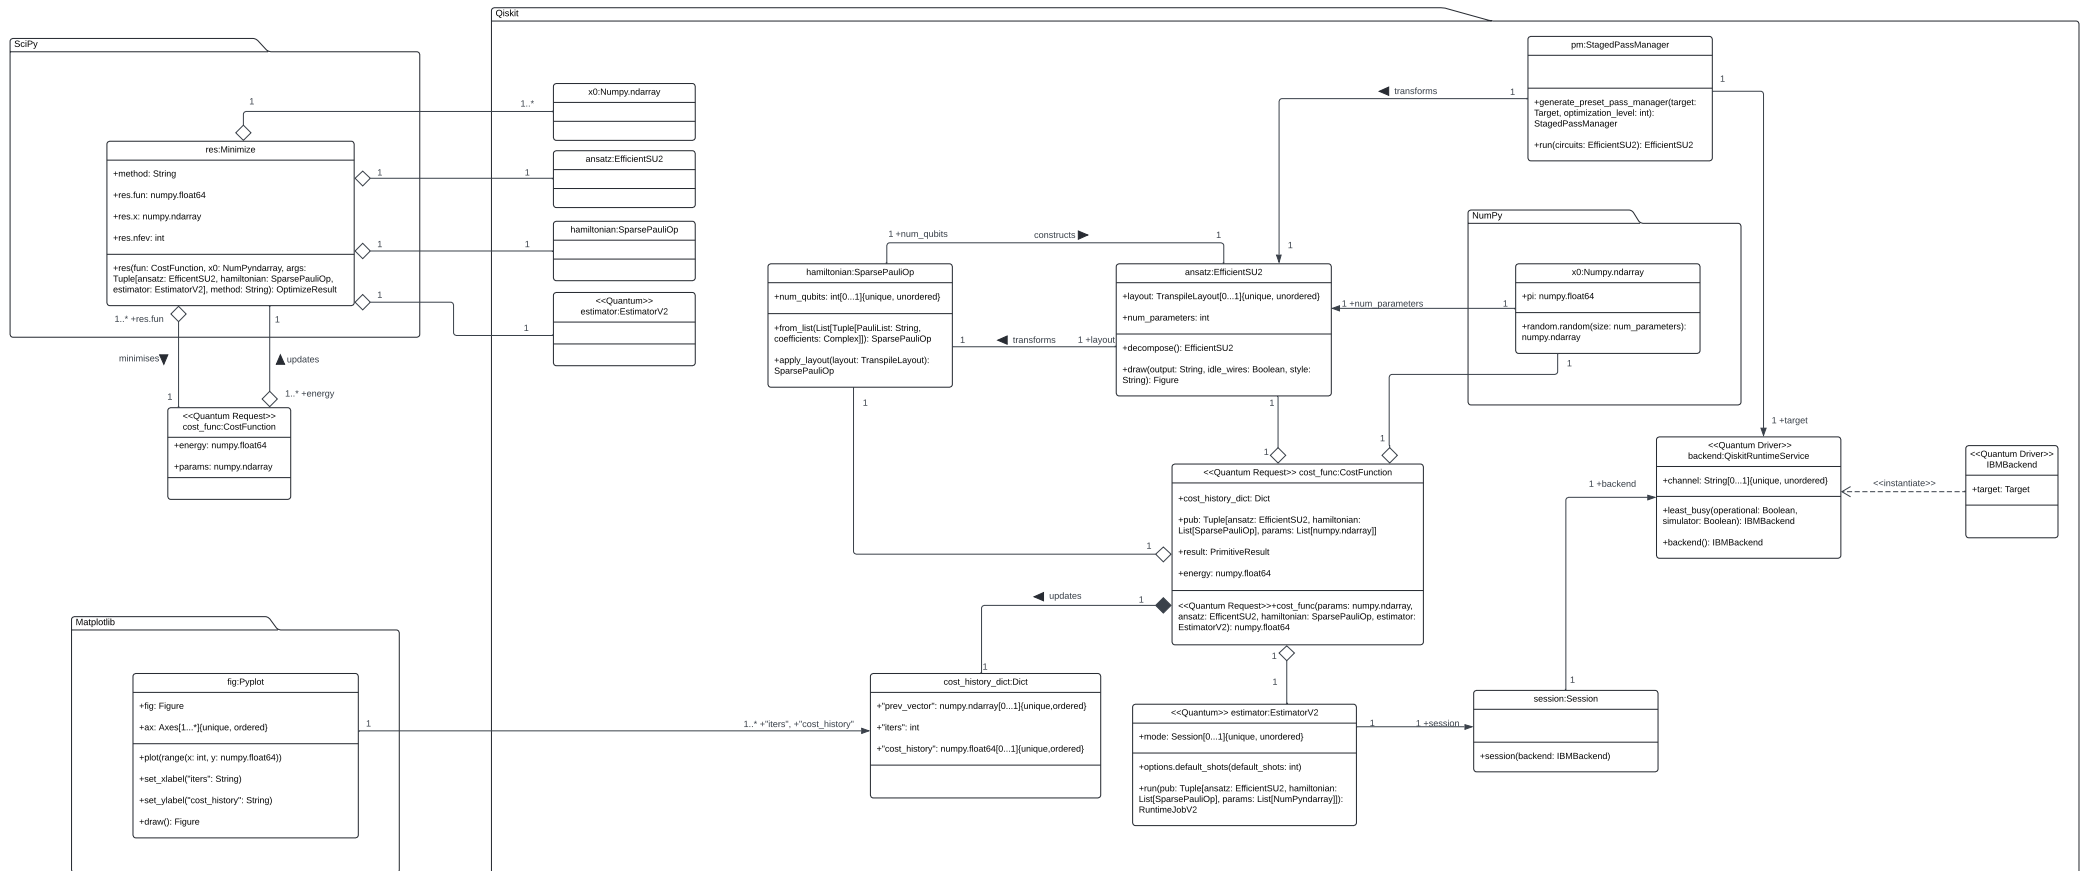 Qiskit
SciPy
1
1..*
x0:Numpy.ndarray
res:Minimize
+method: String
+res.fun: numpy.float64
+res.x: numpy.ndarray
+res.nfev: int
+res(fun: CostFunction, x0: NumPyndarray, args:
Tuple[ansatz: EfficentSU2, hamiltonian: SparsePauliOp,
estimator: EstimatorV2], method: String): OptimizeResult
1
1
ansatz:EfficientSU2
1
1
hamiltonian:SparsePauliOp
1
1
<<Quantum>>
estimator:EstimatorV2
1..* +res.fun
1
minimises
updates
1
1..* +energy
<<Quantum Request>>
cost_func:CostFunction
+energy: numpy.float64
+params: numpy.ndarray
Matplotlib
fig:Pyplot
+fig: Figure
+ax: Axes[1...*]{unique, ordered}
+plot(range(x: int, y: numpy.float64))
+set_xlabel("iters": String)
+set_ylabel("cost_history": String)
+draw(): Figure
1
1..* +"iters", +"cost_history"
pm:StagedPassManager
+generate_preset_pass_manager(target:
Target, optimization_level: int):
StagedPassManager
+run(circuits: EfficientSU2): EfficientSU2
transforms
1
1
1
1 +num_qubits
constructs
1
hamiltonian:SparsePauliOp
+num_qubits: int[0...1]{unique, unordered}
+from_list(List[Tuple[PauliList: String,
coefficients: Complex]]): SparsePauliOp
+apply_layout(layout: TranspileLayout):
SparsePauliOp
1
transforms
1 +layout
ansatz:EfficientSU2
+layout: TranspileLayout[0...1]{unique, unordered}
+num_parameters: int
+decompose(): EfficientSU2
+draw(output: String, idle_wires: Boolean, style:
String): Figure
1 +num_parameters
1
NumPy
x0:Numpy.ndarray
+pi: numpy.float64
+random.random(size: num_parameters):
numpy.ndarray
1
1
1
1
1
1
<<Quantum Request>> cost_func:CostFunction
+cost_history_dict: Dict
+pub: Tuple[ansatz: EfficientSU2, hamiltonian:
List[SparsePauliOp], params: List[numpy.ndarray]]
+result: PrimitiveResult
+energy: numpy.float64
<<Quantum Request>>+cost_func(params: numpy.ndarray,
ansatz: EfficentSU2, hamiltonian: SparsePauliOp, estimator:
EstimatorV2): numpy.float64
updates
1
1
cost_history_dict:Dict
+"prev_vector": numpy.ndarray[0...1]{unique,ordered}
+"iters": int
+"cost_history": numpy.float64[0...1]{unique,ordered}
1
1
<<Quantum>> estimator:EstimatorV2
+mode: Session[0...1]{unique, unordered}
+options.default_shots(default_shots: int)
+run(pub: Tuple[ansatz: EfficientSU2, hamiltonian:
List[SparsePauliOp], params: List[NumPyndarray]]):
RuntimeJobV2
1
1 +session
session:Session
+session(backend: IBMBackend)
1
1 +backend
1 +target
<<Quantum Driver>>
backend:QiskitRuntimeService
+channel: String[0...1]{unique, unordered}
+least_busy(operational: Boolean,
simulator: Boolean): IBMBackend
+backend(): IBMBackend
<<instantiate>>
<<Quantum Driver>>
IBMBackend
+target: Target